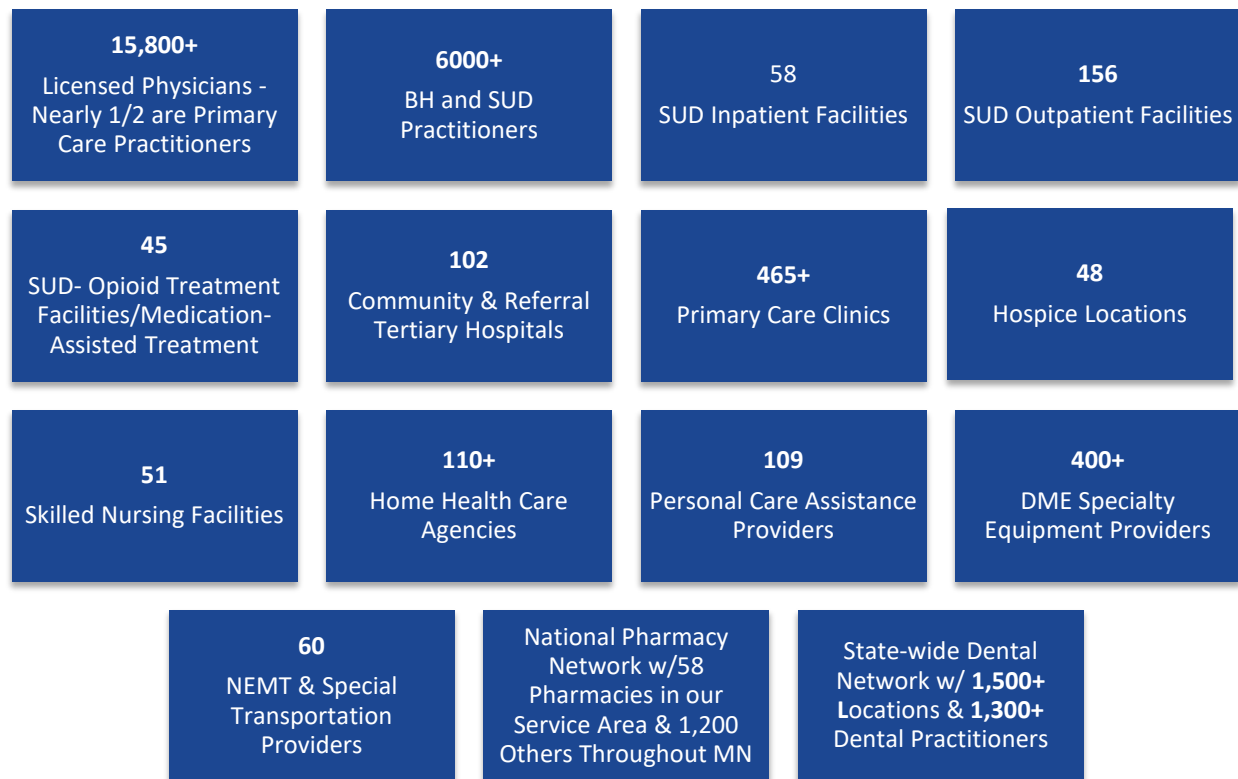 15,800+
Licensed Physicians -
Nearly 1/2 are Primary
Care Practitioners
6000+
BH and SUD
Practitioners
58
SUD Inpatient Facilities
156
SUD Outpatient Facilities
45
SUD- Opioid Treatment
Facilities/Medication-
Assisted Treatment
102
Community & Referral
Tertiary Hospitals
465+
Primary Care Clinics
48
Hospice Locations
51
Skilled Nursing Facilities
110+
Home Health Care
Agencies
109
Personal Care Assistance
Providers
400+
DME Specialty
Equipment Providers
60
NEMT & Special
Transportation
Providers
National Pharmacy
Network w/58
Pharmacies in our
Service Area & 1,200
Others Throughout MN
State-wide Dental
Network w/ 1,500+
Locations & 1,300+
Dental Practitioners